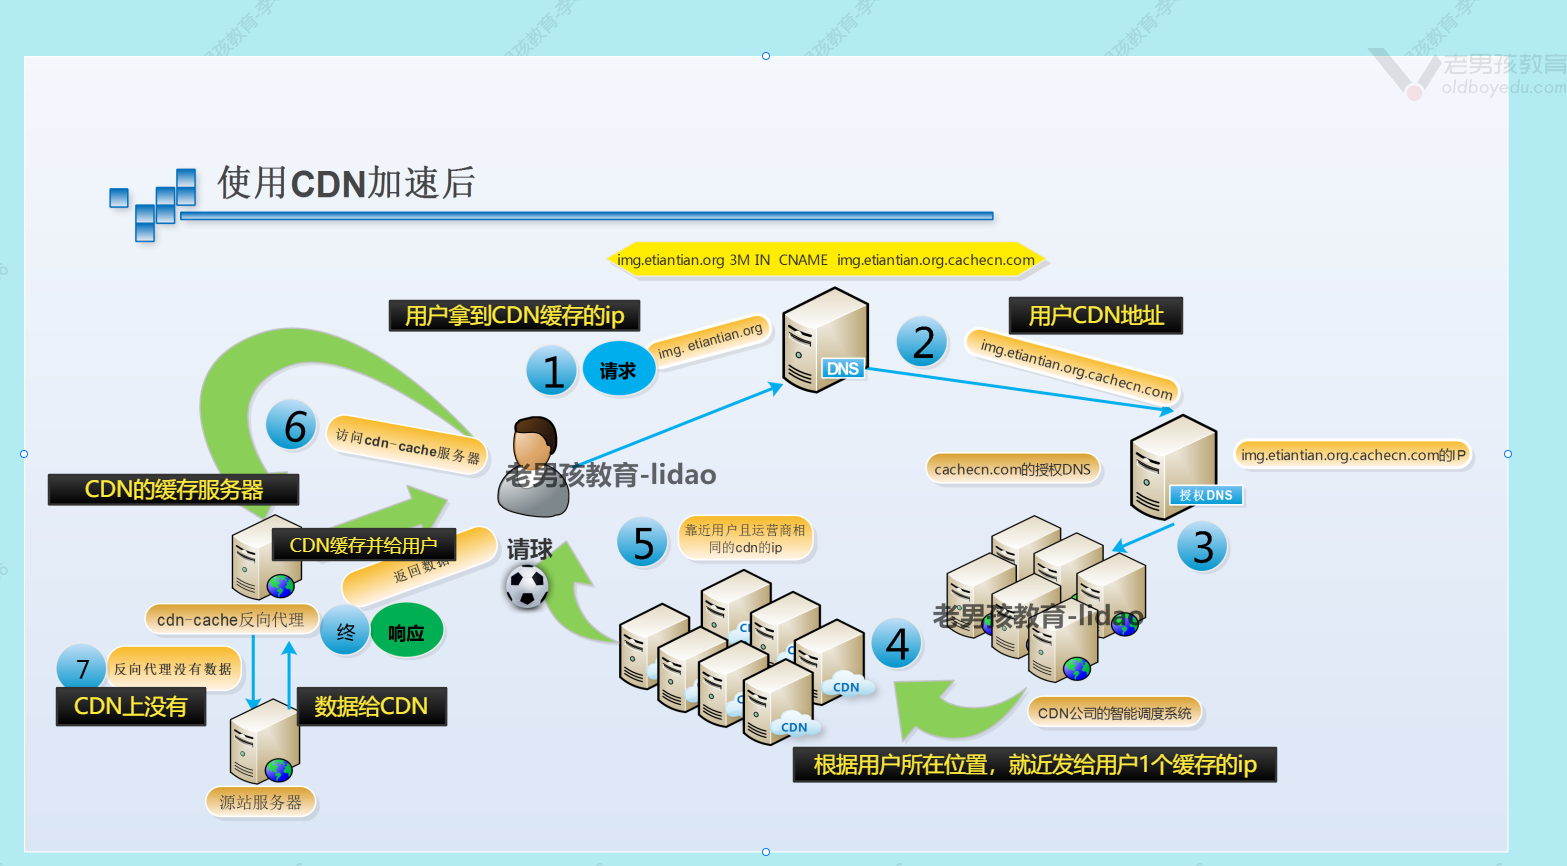 老男孩教育
oldboyedu.com
使用CDN加速后
img.etiantian.org 3M IN CNAME img.etiantian.org.cachecn.com
用户拿到CDN缓存的ip
用户CDN地址
1
请求
img. etiantian.org
DNS
2
img.etiantian.org.cachecn.com
6
访问cdn-cache服务器
老男孩教育-lidao
cachecn.com的授权DNS
img.etiantian.org.cachecn.com的IP
授权DNS
CDN的缓存服务器
CDN缓存并给用户
返回数据
请球
5
靠近用户且运营商相
同的cdn的ip
3
老男孩教育-lidao
cdn-cache反向代理
终
响应
4
7
反向代理没有数据
CDN上没有
数据给CDN
CDN
CDN
CDN公司的智能调度系统
根据用户所在位置，就近发给用户1个缓存的ip
源站服务器